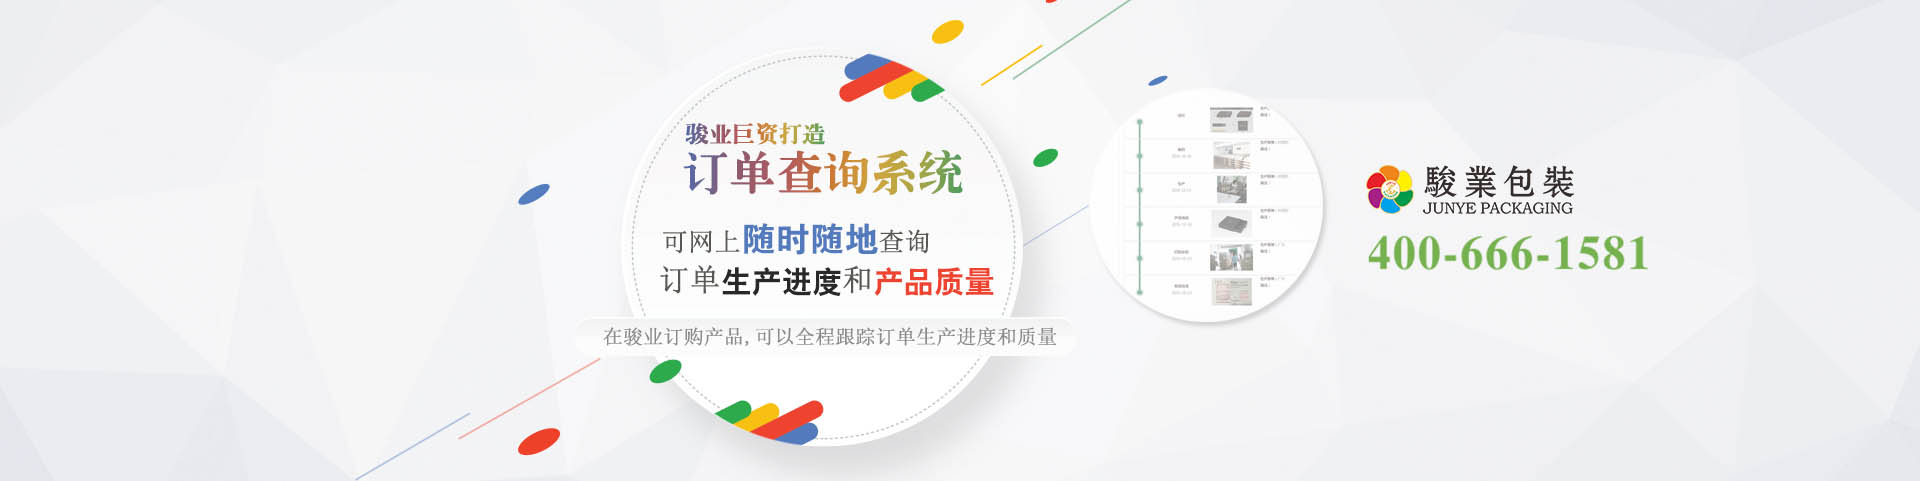 骏业巨资打造
订单查询系统
可网上随时随地查询
订单生产进度和产品质量
在骏业订购产品,可以全程跟踪订单生产进度和质量
駿業包裝
JUNYE PACKAGING
400-666-1581